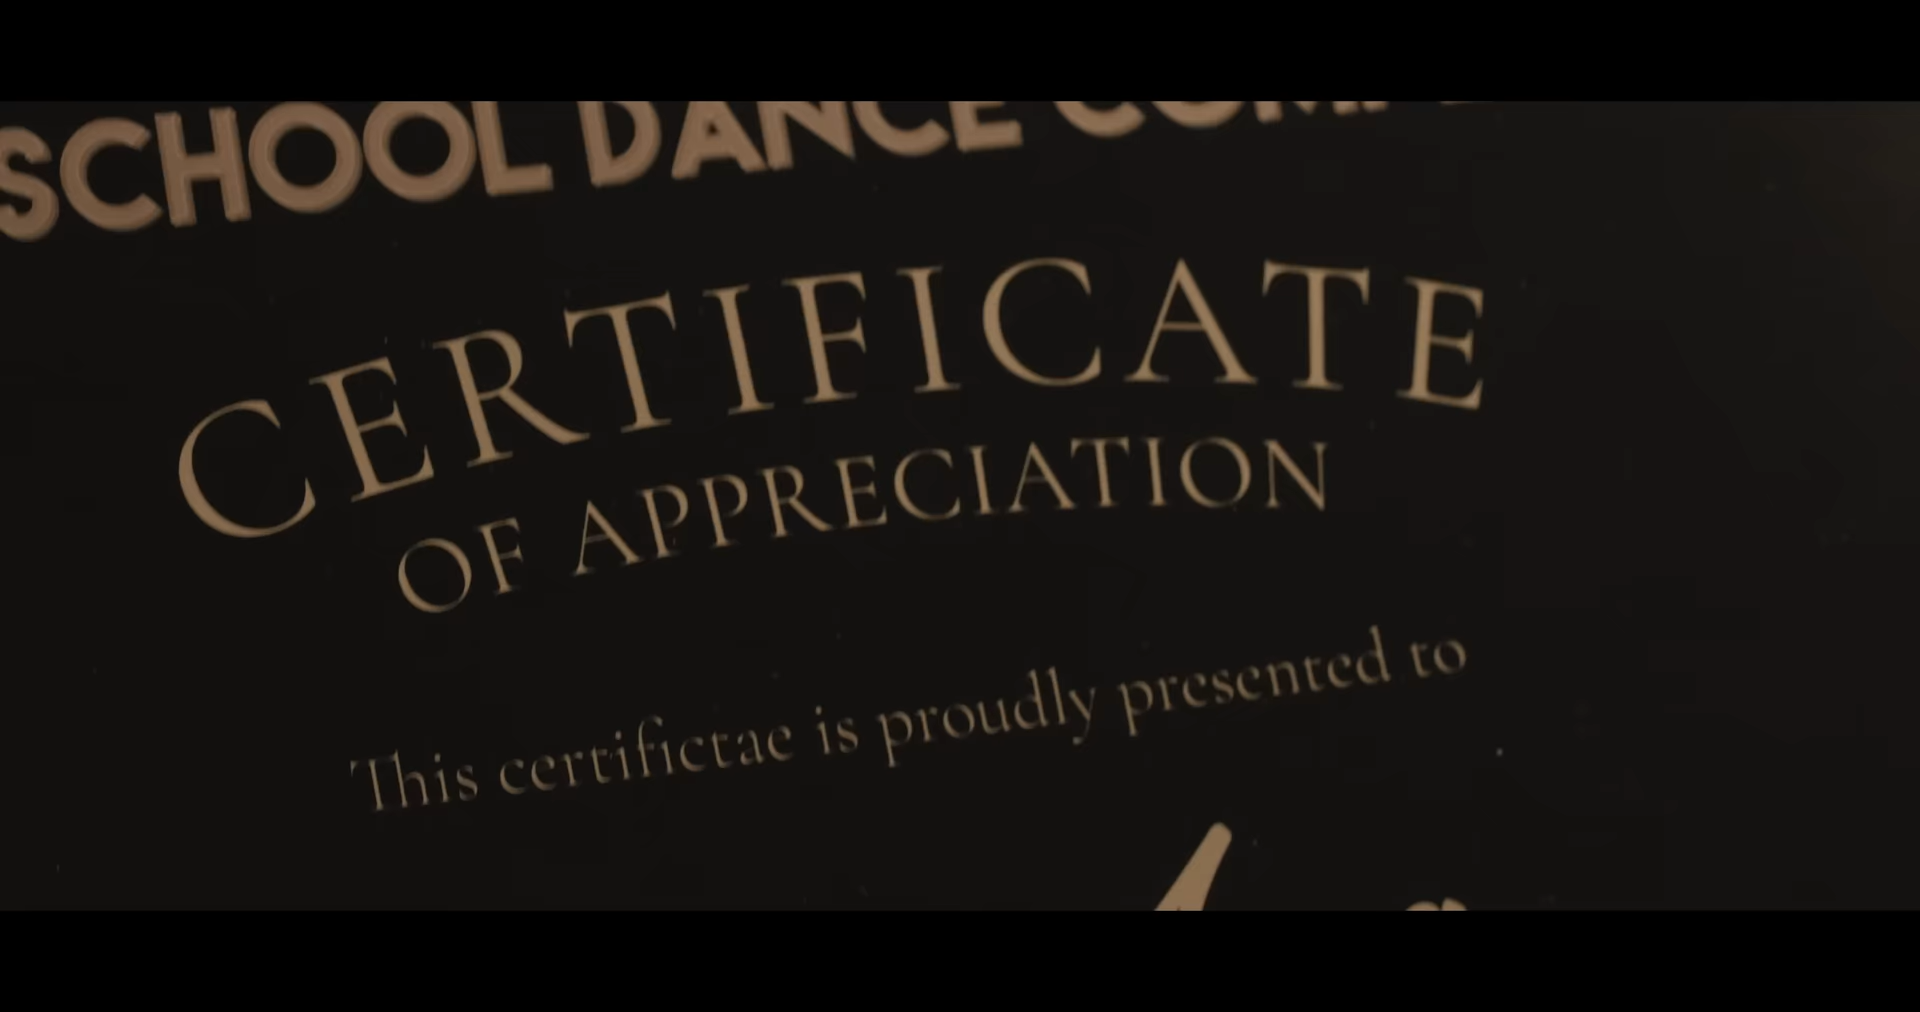 SCHOOL DANCE
CERTIFICATE
OF APPRECIATION
This certifictae is proudly presented to